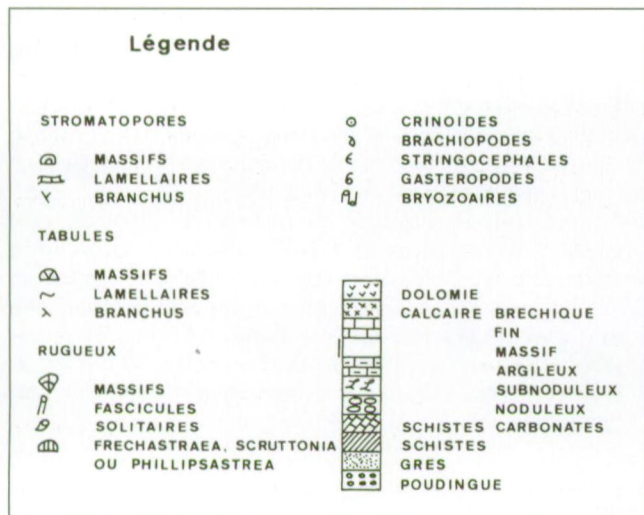 Légende
STROMATOPORES
MASSIFS
LAMELLAIRES
BRANCHUS
TABULES
MASSIFS
LAMELLAIRES
BRANCHUS
RUGUEUX
MASSIFS
FASCICULES
SOLITAIRES
FRECHASTRAEA, SCRUTTONIA
OU PHILLIPSASTREA
CRINOIDES
BRACHIOPODES
STRINGOCEPHALES
GASTEROPODES
BRYOZOAIRES
DOLOMIE
CALCAIRE BRECHIQUE
FIN
MASSIF
ARGILEUX
SUBNODULEUX
NODULEUX
SCHISTES CARBONATES
SCHISTES
GRES
POUDINGUE